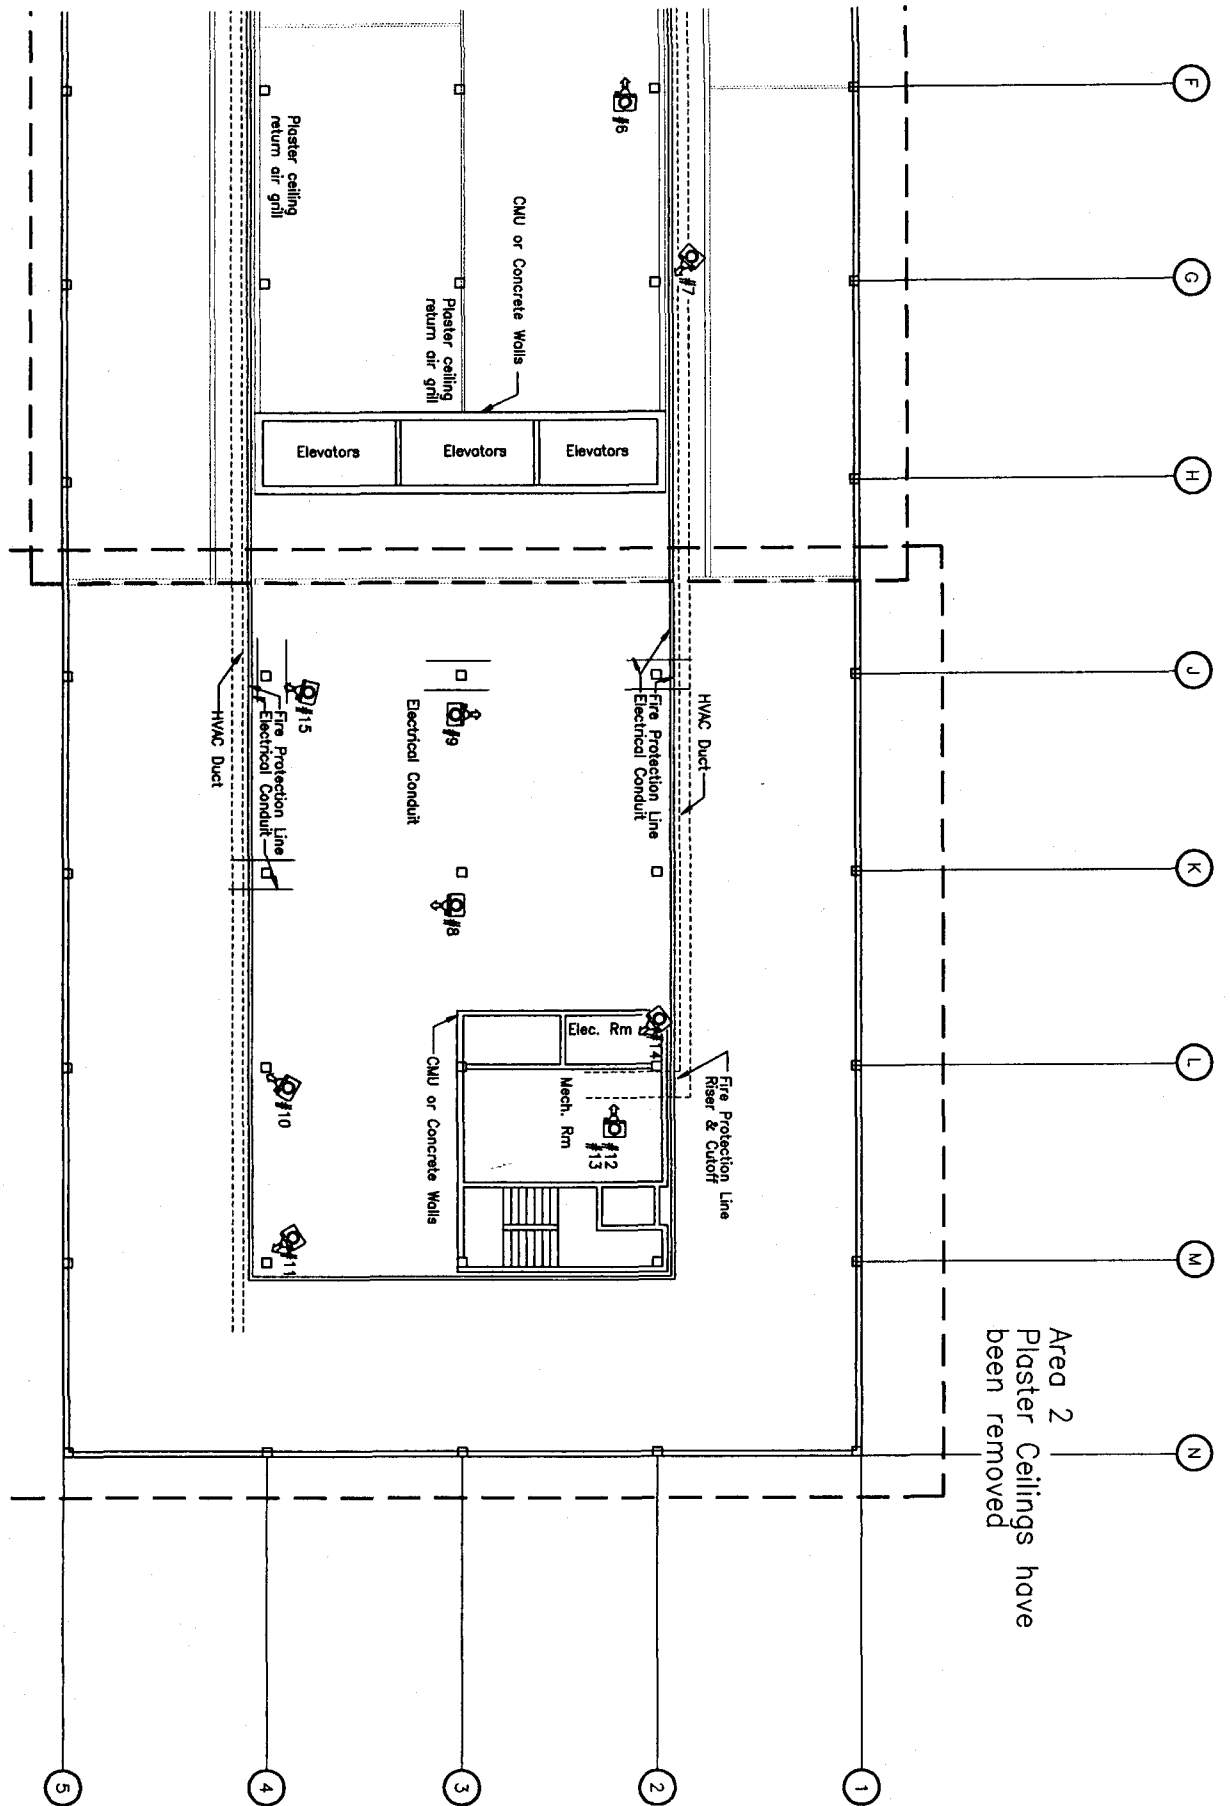 F
G
H
J
K
L
M
N
#6
#7
Plaster ceiling
return air grill
CMU or Concrete Walls
Plaster ceiling
return air grill
Elevators
Elevators
Elevators
HVAC Duct
Fire Protection Line
Electrical Conduit
#9
Electrical Conduit
#15
Fire Protection Line
Electrical Conduit
HVAC Duct
#8
Elec. Rm
#14
Fire Protection Line
Riser & Cutoff
Mech. Rm
#12
#13
CMU or Concrete Walls
#10
#11
Area 2
Plaster Ceilings have
been removed
5
4
3
2
1